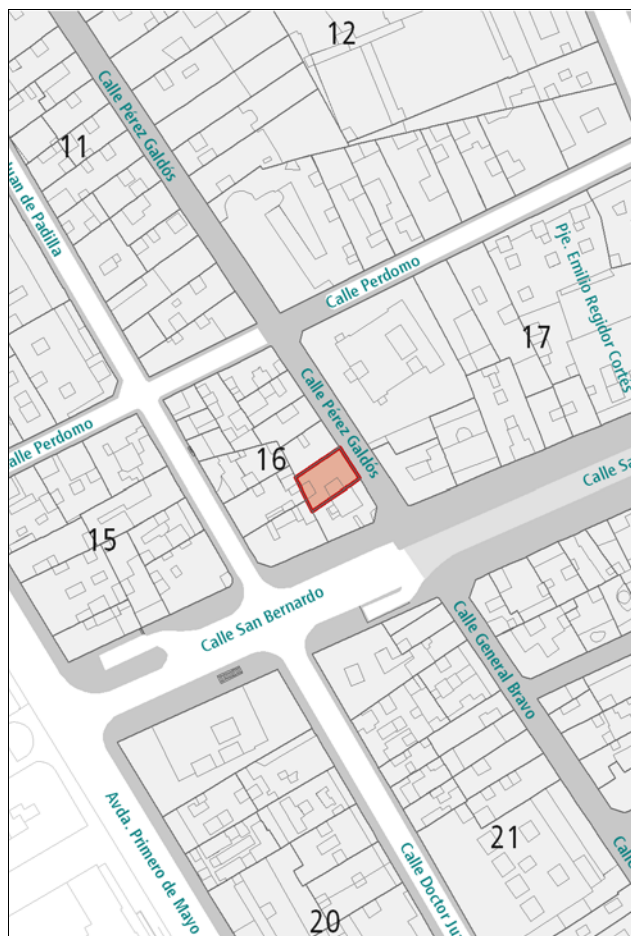 12
Calle Pérez Galdós
11
Juan de Padilla
Pje. Emilio Regidor Cortés
Calle Perdomo
17
Calle Pérez Galdós
alle Perdomo
16
Calle Sa
15
Calle San Bernardo
Calle General Bravo
Avda. Primero de Mayo
21
Calle Doctor Ju
Calle
20